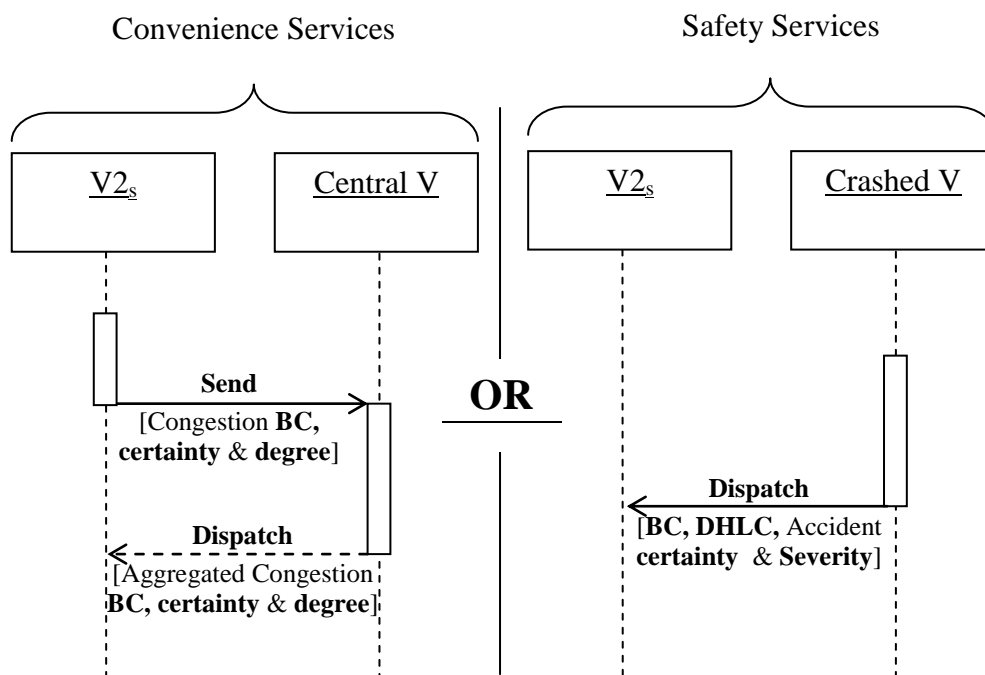 Convenience Services
Safety Services
V2s
Central V
V2s
Crashed V
Send
[Congestion BC,
certainty & degree]
OR
Dispatch
[Aggregated Congestion
BC, certainty & degree]
Dispatch
[BC, DHLC, Accident
certainty & Severity]